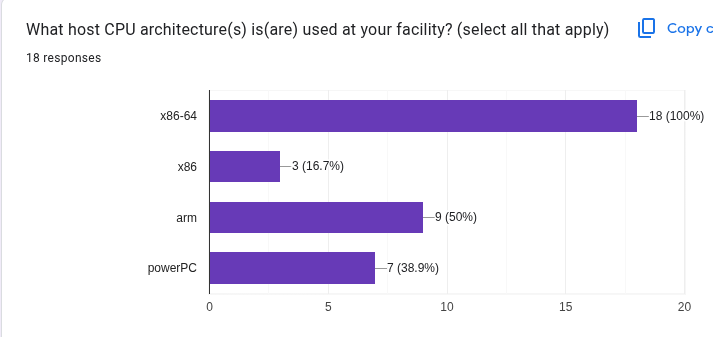 What host CPU architecture(s) is(are) used at your facility? (select all that apply)
Copy c
18 responses
x86-64
18 (100%)
x86
3 (16.7%)
arm
9 (50%)
powerPC
7 (38.9%)
0
5
10
15
20